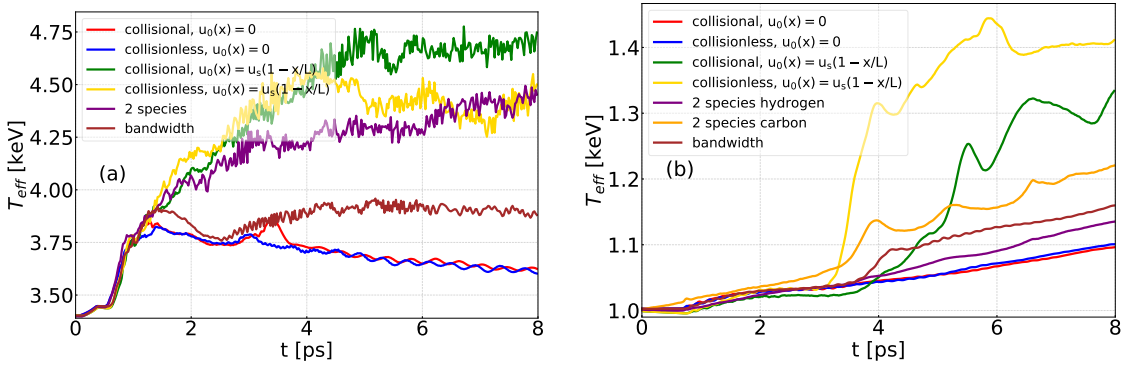 collisional, u₀(x) = 0
collisionless, u₀(x) = 0
collisional, u₀(x) = uₛ(1 − x/L)
collisionless, u₀(x) = uₛ(1 − x/L)
2 species
bandwidth
(a)
T_eff [keV]
4.75
4.50
4.25
4.00
3.75
3.50
0 2 4 6 8
t [ps]
collisional, u₀(x) = 0
collisionless, u₀(x) = 0
collisional, u₀(x) = uₛ(1 − x/L)
collisionless, u₀(x) = uₛ(1 − x/L)
2 species hydrogen
2 species carbon
bandwidth
(b)
T_eff [keV]
1.4
1.3
1.2
1.1
1.0
0 2 4 6 8
t [ps]